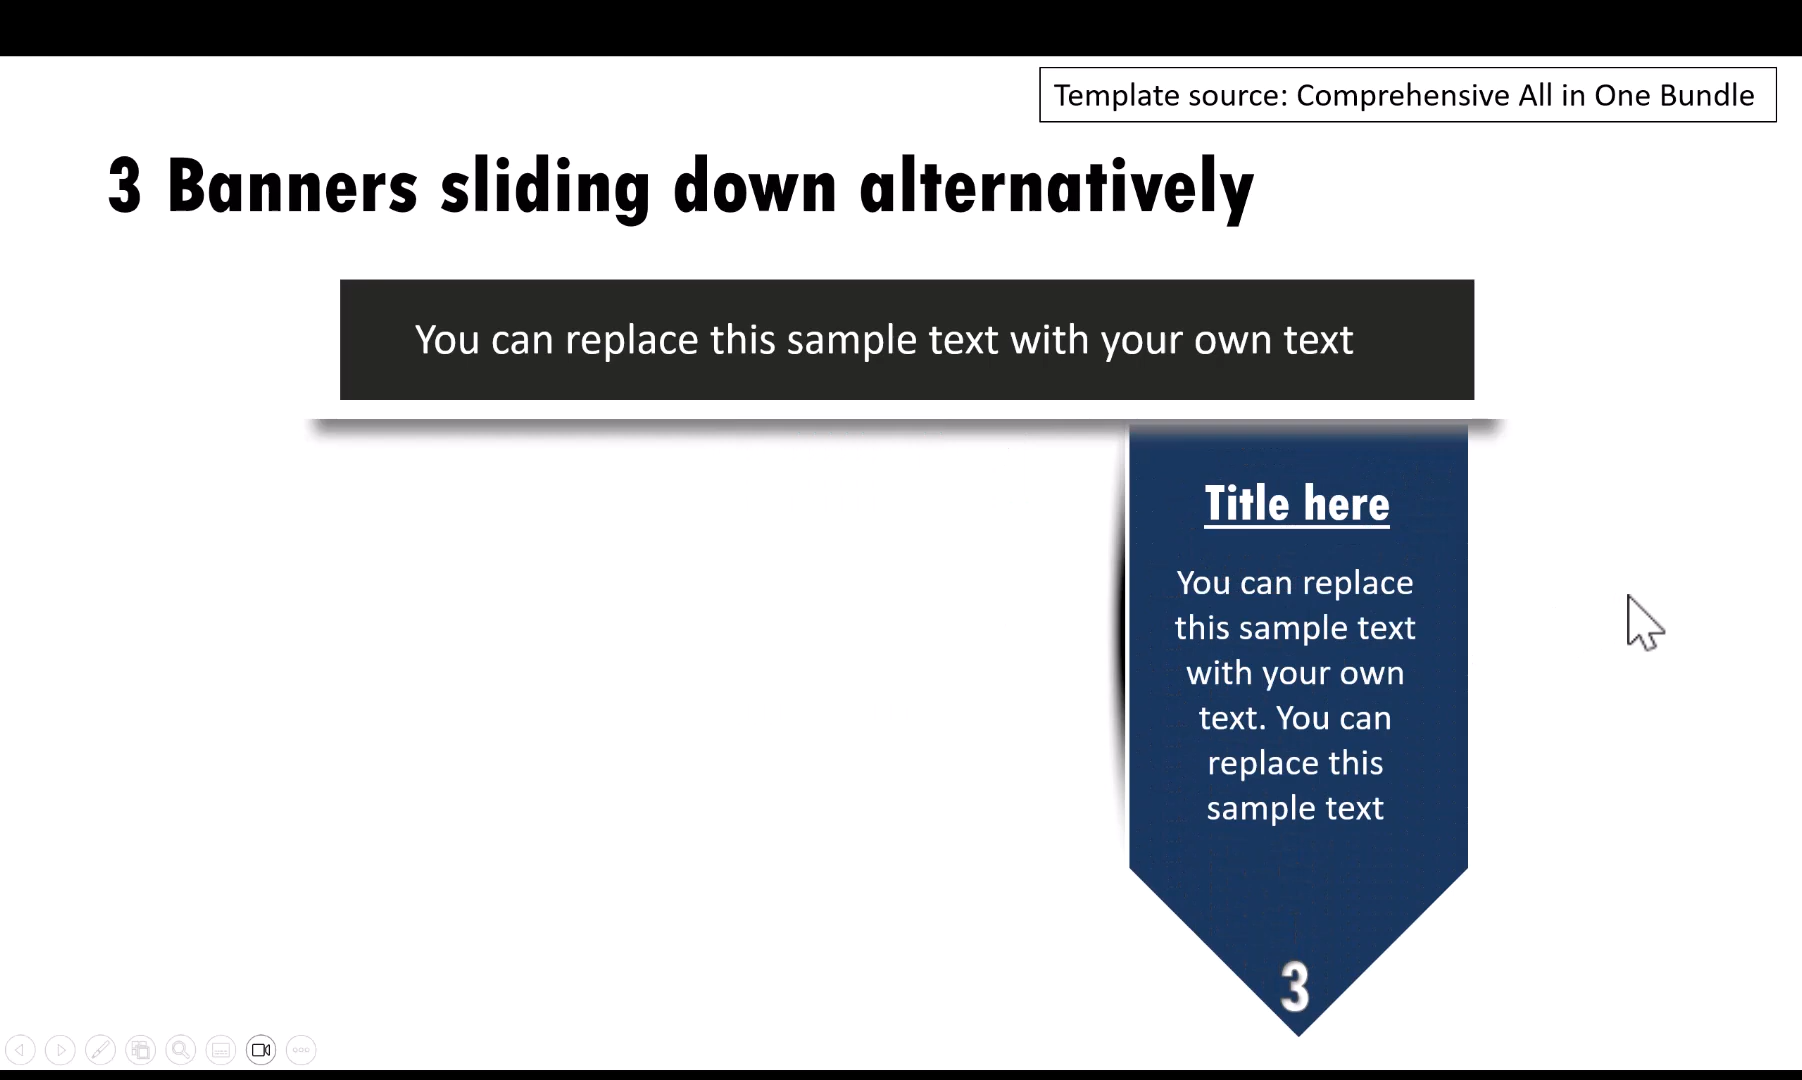 Template source: Comprehensive All in One Bundle
3 Banners sliding down alternatively
You can replace this sample text with your own text
Title here
You can replace
this sample text
with your own
text. You can
replace this
sample text
3